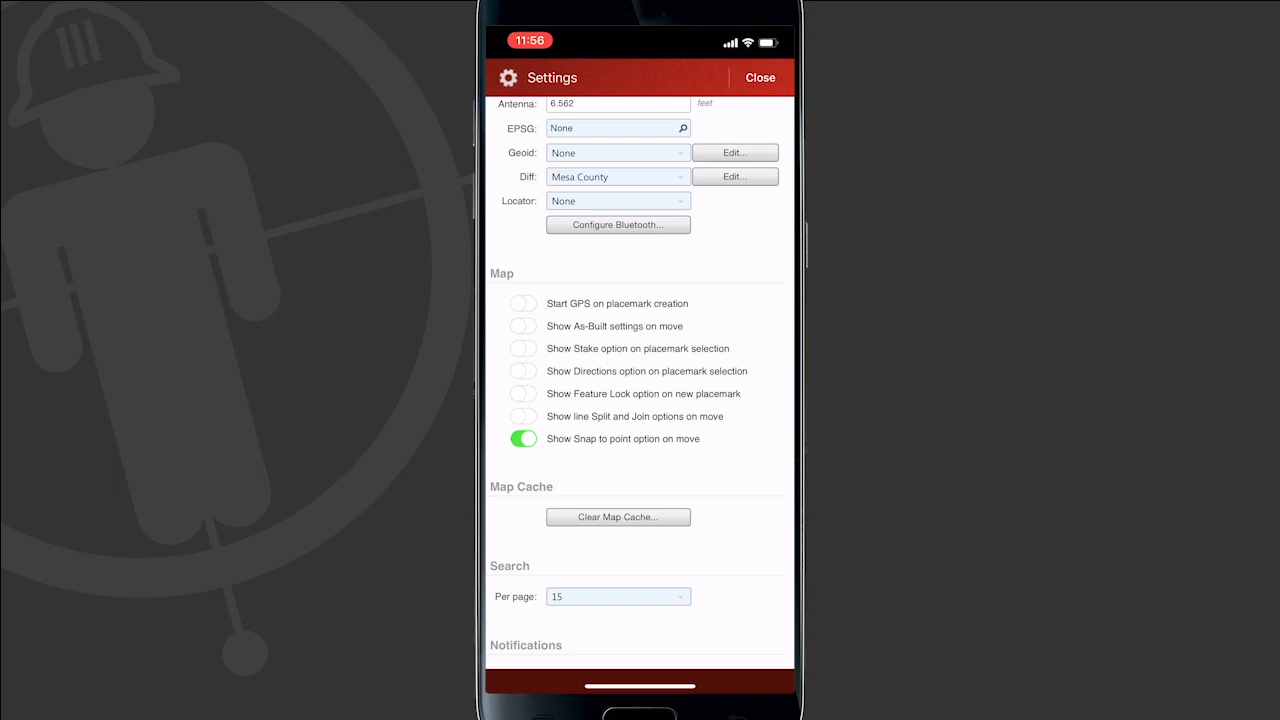 11:56
Settings
Close
Antenna: 6.562 feet
EPSG: None
Geoid: None Edit...
Diff: Mesa County Edit...
Locator: None
Configure Bluetooth...
Map
Start GPS on placemark creation
Show As-Built settings on move
Show Stake option on placemark selection
Show Directions option on placemark selection
Show Feature Lock option on new placemark
Show line Split and Join options on move
Show Snap to point option on move
Map Cache
Clear Map Cache...
Search
Per page: 15
Notifications